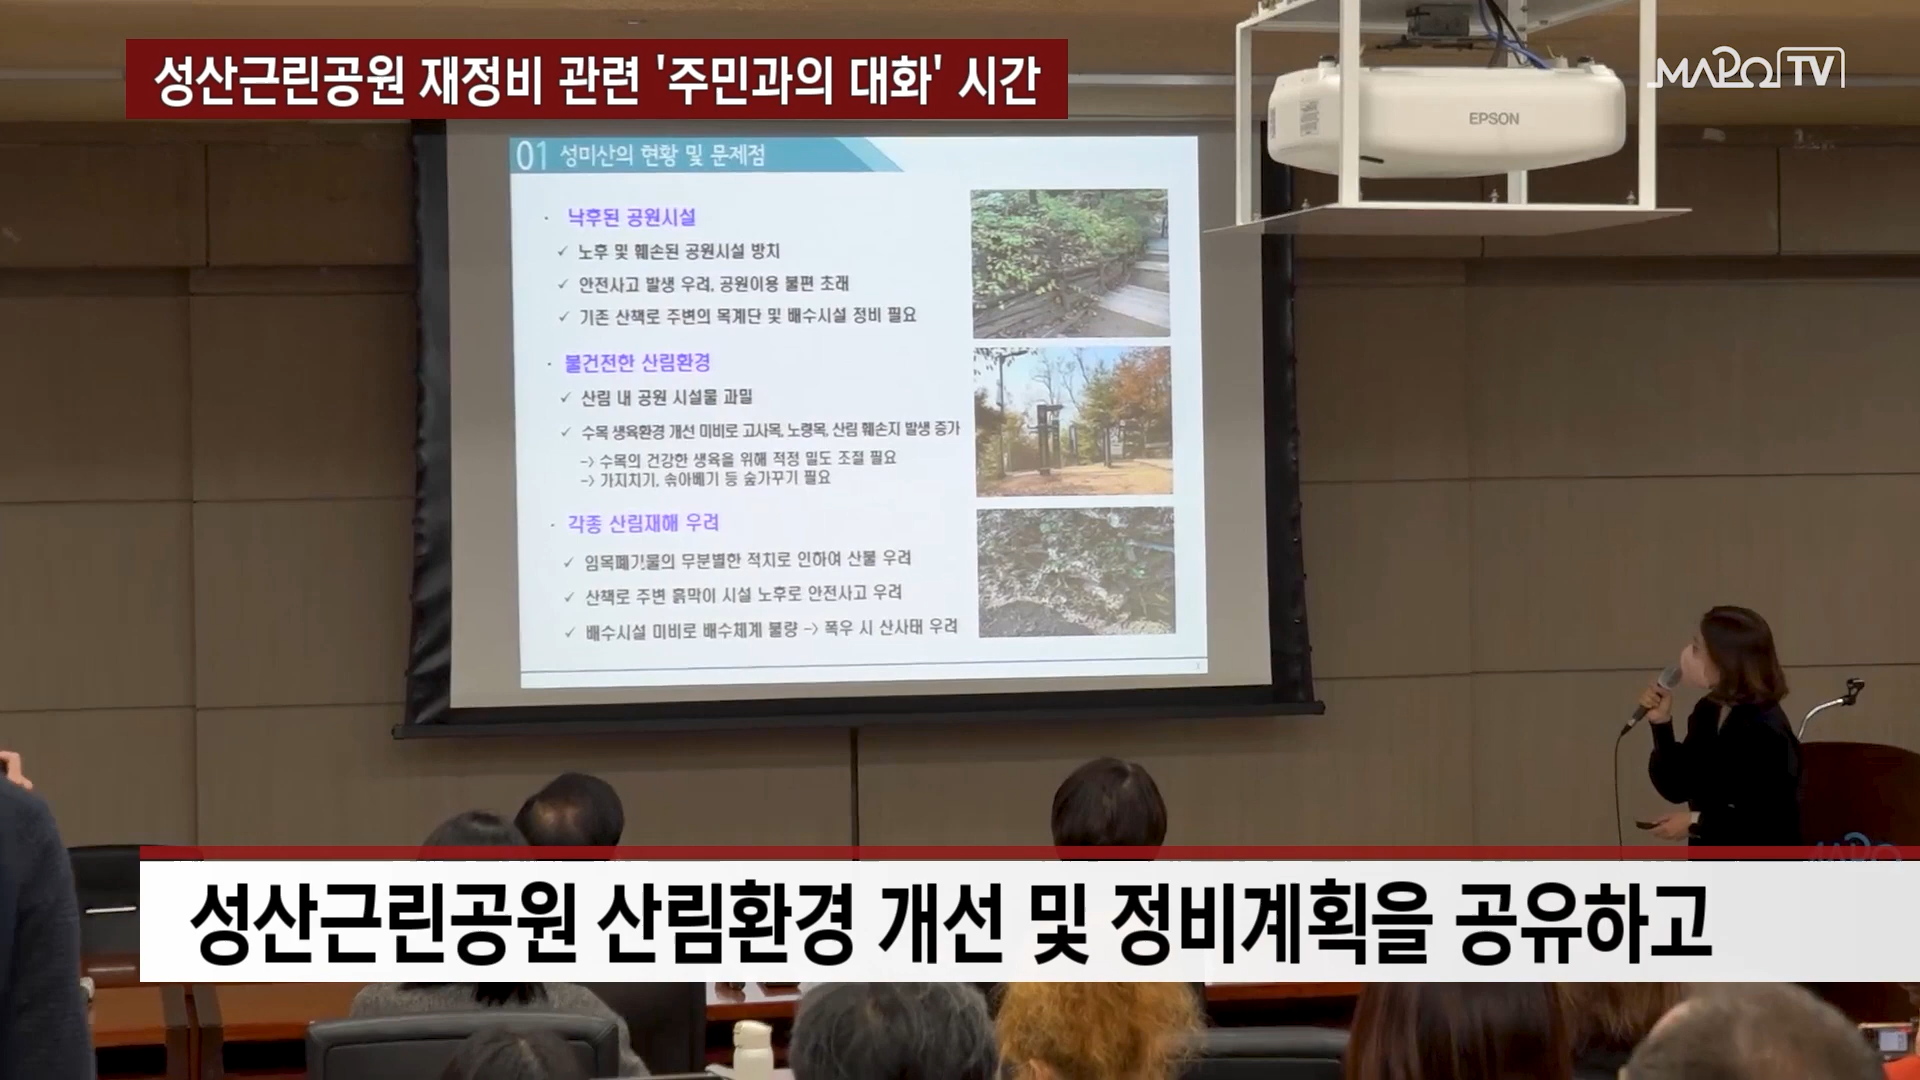 성산근린공원 재정비 관련 '주민과의 대화' 시간
MAPO TV
EPSON
01 성미산의 현황 및 문제점
· 낙후된 공원시설
✓ 노후 및 훼손된 공원시설 방치
✓ 안전사고 발생 우려, 공원이용 불편 초래
✓ 기존 산책로 주변의 목계단 및 배수시설 정비 필요
· 불건전한 산림환경
✓ 산림 내 공원 시설물 과밀
✓ 수목 생육환경 개선 미비로 고사목, 노령목, 산림 훼손지 발생 증가
-> 수목의 건강한 생육을 위해 적정 밀도 조절 필요
-> 가지치기, 솎아베기 등 숲가꾸기 필요
· 각종 산림재해 우려
✓ 임목폐기물의 무분별한 적치로 인하여 산불 우려
✓ 산책로 주변 흙막이 시설 노후로 안전사고 우려
✓ 배수시설 미비로 배수체계 불량 -> 폭우 시 산사태 우려
성산근린공원 산림환경 개선 및 정비계획을 공유하고